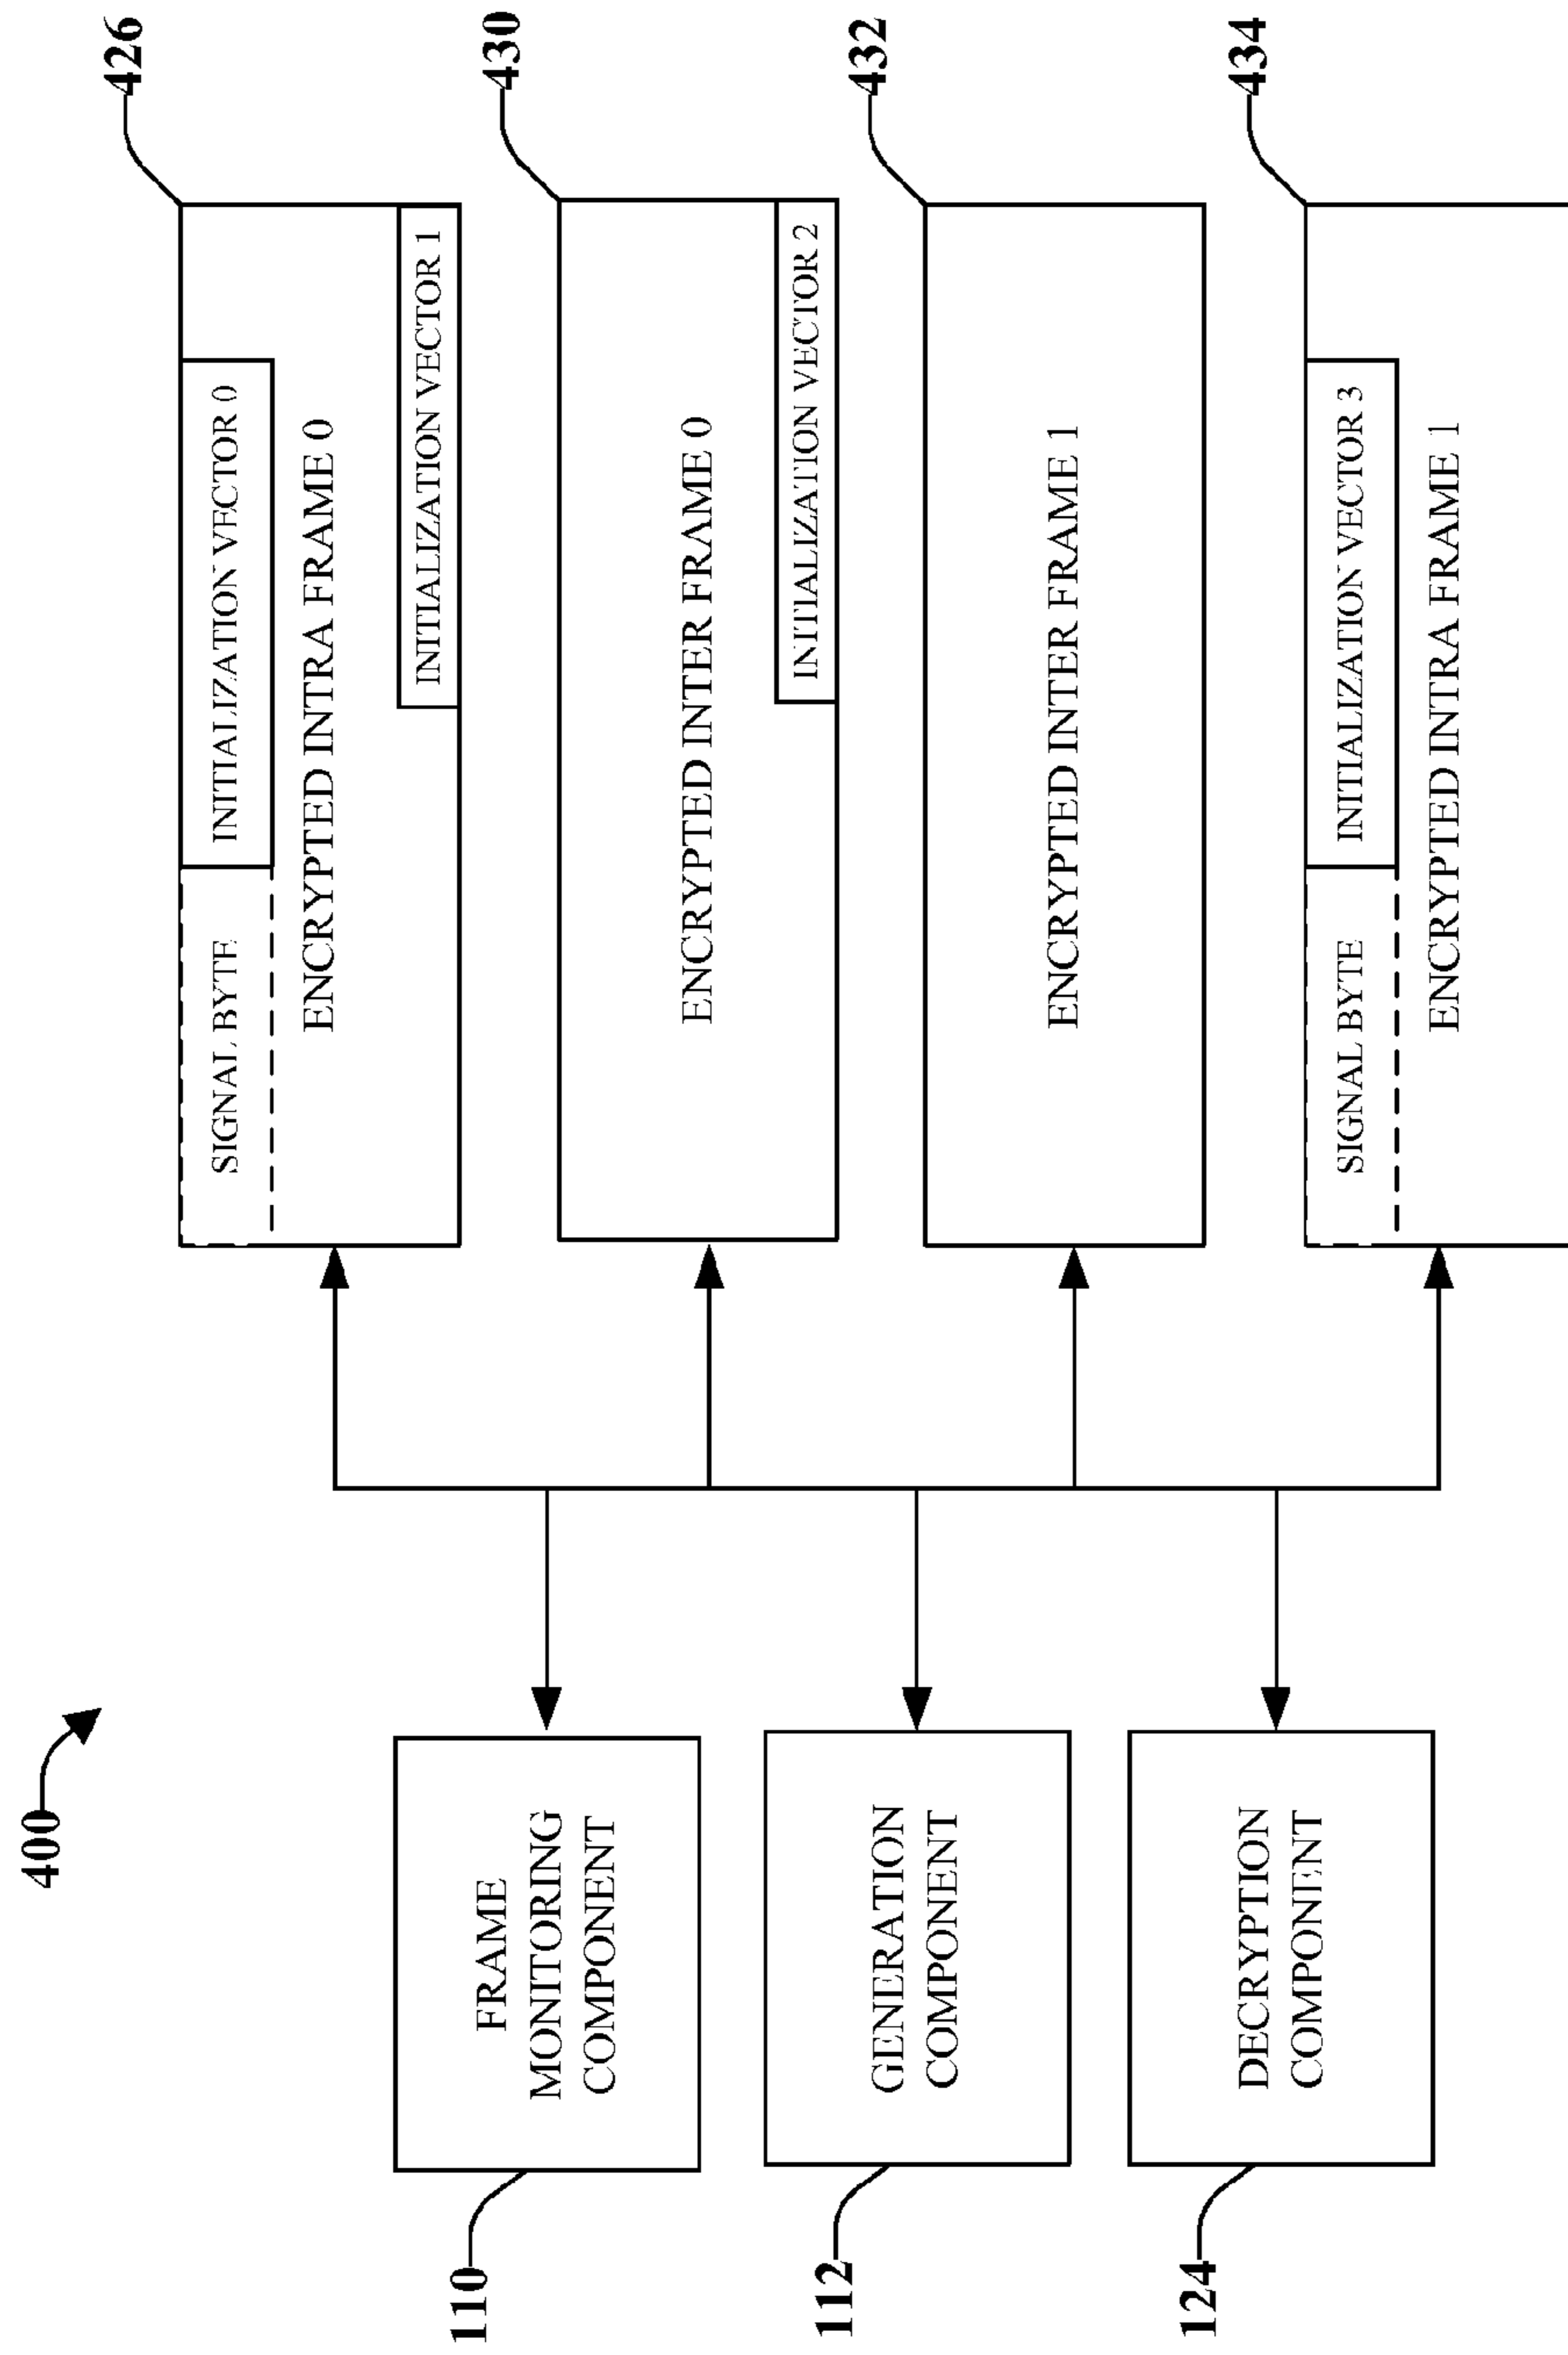 400
110
FRAME
MONITORING
COMPONENT
112
GENERATION
COMPONENT
124
DECRYPTION
COMPONENT
426
SIGNAL BYTE
INITIALIZATION VECTOR 0
ENCRYPTED INTRA FRAME 0
INITIALIZATION VECTOR 1
430
ENCRYPTED INTER FRAME 0
INITIALIZATION VECTOR 2
432
ENCRYPTED INTER FRAME 1
434
SIGNAL BYTE
INITIALIZATION VECTOR 3
ENCRYPTED INTRA FRAME 1